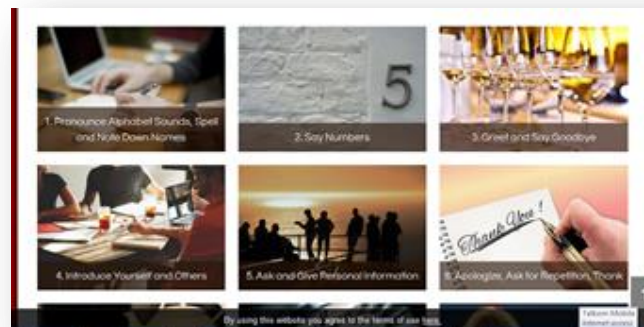 1. Pronounce Alphabet Sounds, Spell
and Note Down Names
5
2. Say Numbers
3. Greet and Say Goodbye
4. Introduce Yourself and Others
5. Ask and Give Personal Information
Thank You !
6. Apologize, Ask for Repetition, Thank
By using this website you agree to the terms of use here.
Telkom Mobile
Internet access